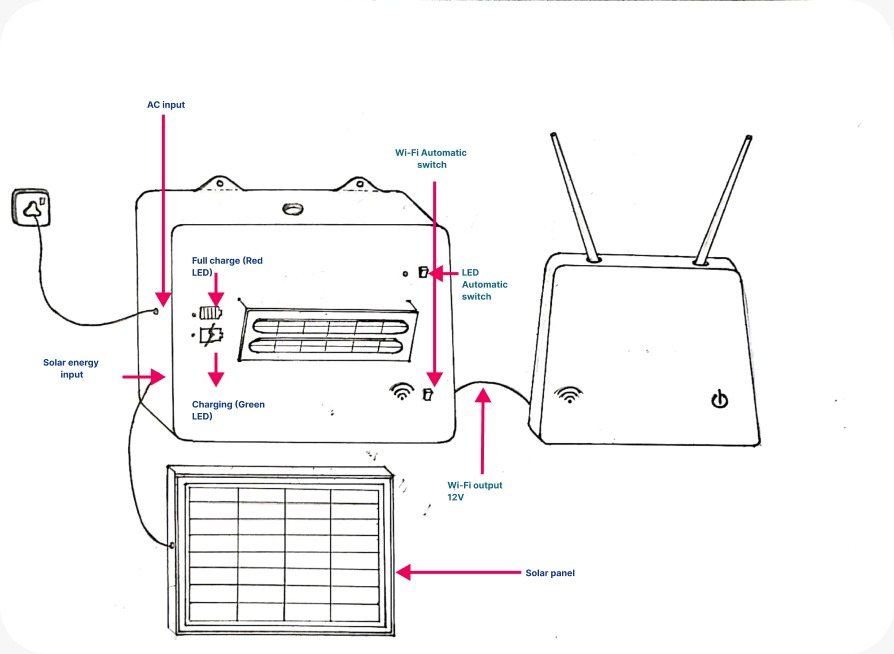 AC input
Wi-Fi Automatic
switch
Full charge (Red
LED)
LED
Automatic
switch
Solar energy
input
Charging (Green
LED)
Wi-Fi output
12V
Solar panel